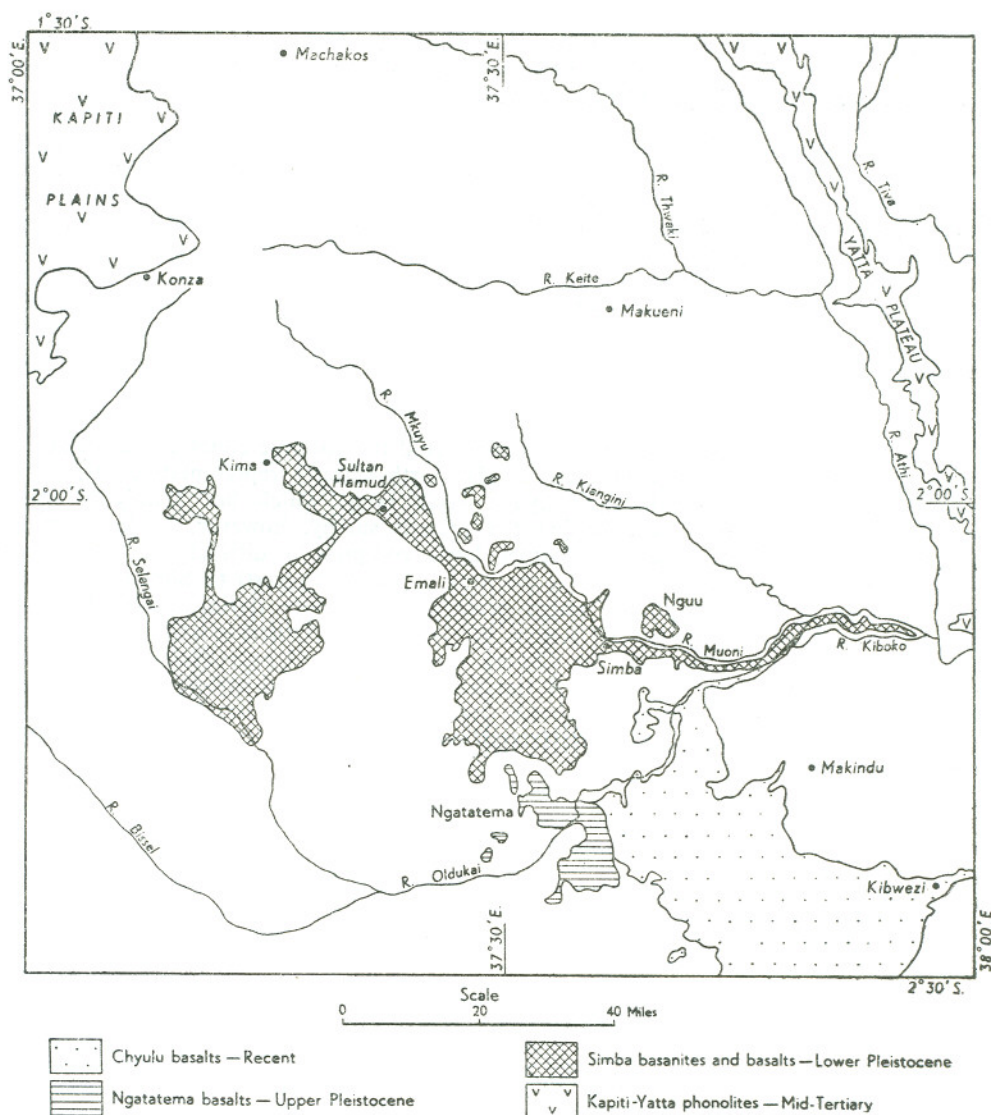 1°30' S.
37°00' E.
37°30' E.
Machakos
KAPITI
PLAINS
R. Thwaki
R. Tiva
YATTA
PLATEAU
Konza
R. Keite
Makueni
R. Mkuyu
R. Athi
Kima
Sultan
Hamud
2°00' S.
R. Kiangini
2°00' S.
R. Selengai
Emali
Nguu
R. Muoni
R. Kiboko
Simba
Makindu
Ngatatema
R. Bissel
R. Oldukai
Kibwezi
37°30' E.
38°00' E.
2°30' S.
Scale
0 20 40 Miles
Chyulu basalts — Recent
Simba basanites and basalts — Lower Pleistocene
Ngatatema basalts — Upper Pleistocene
V Kapiti-Yatta phonolites — Mid-Tertiary